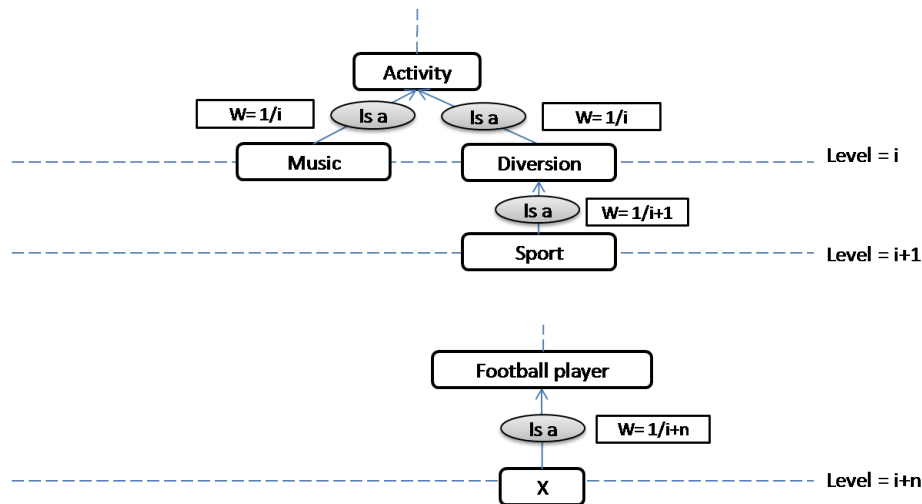 Activity
W= 1/i
Is a
Is a
W= 1/i
Music
Diversion
Level = i
Is a
W= 1/i+1
Sport
Level = i+1
Football player
Is a
W= 1/i+n
X
Level = i+n